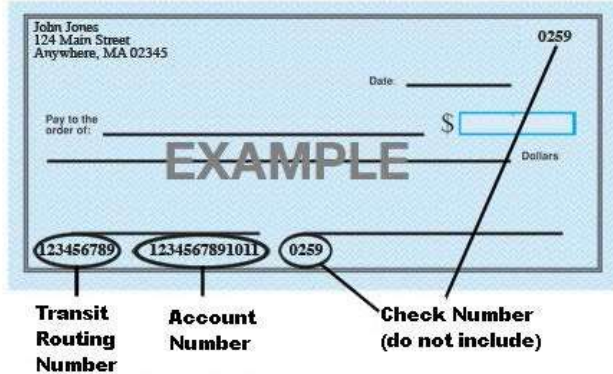 John Jones
124 Main Street
Anywhere, MA 02345
0259
Date:
Pay to the
order of:
$
EXAMPLE
Dollars
123456789 1234567891011 0259
Transit
Routing
Number
Account
Number
Check Number
(do not include)